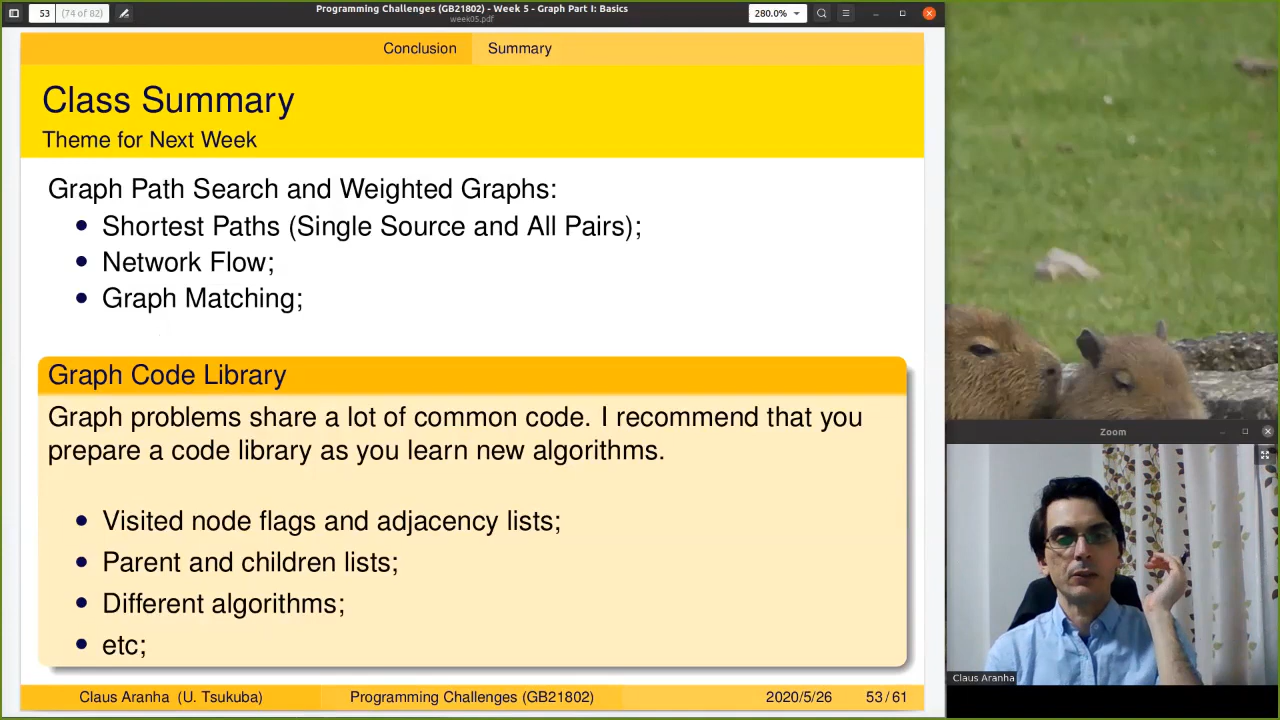 53 (74 of 82)
Programming Challenges (GB21802) - Week 5 - Graph Part I: Basics
week05.pdf
280.0%
Conclusion Summary
Class Summary
Theme for Next Week
Graph Path Search and Weighted Graphs:
• Shortest Paths (Single Source and All Pairs);
• Network Flow;
• Graph Matching;
Graph Code Library
Graph problems share a lot of common code. I recommend that you
prepare a code library as you learn new algorithms.
• Visited node flags and adjacency lists;
• Parent and children lists;
• Different algorithms;
• etc;
Claus Aranha (U. Tsukuba) Programming Challenges (GB21802) 2020/5/26 53 / 61
Zoom
Claus Aranha